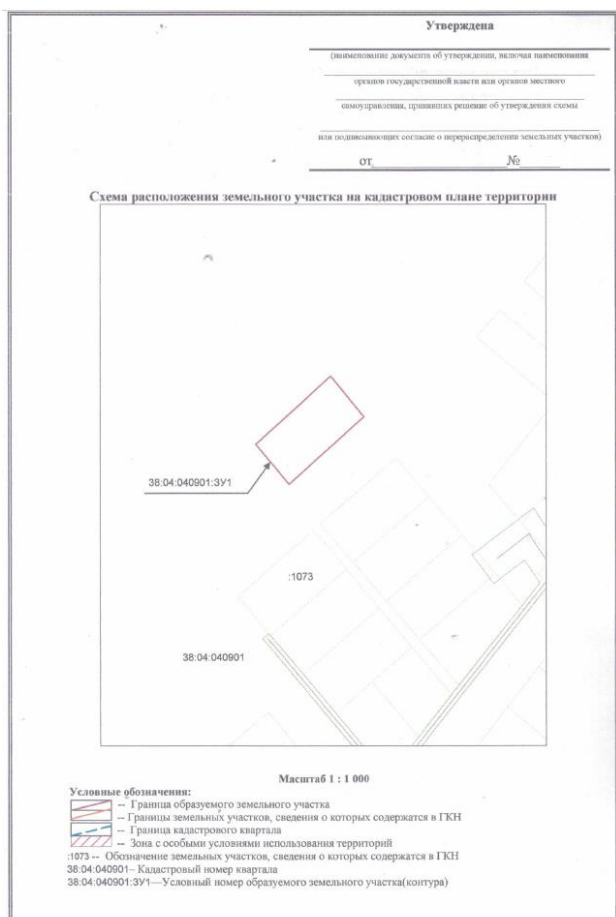 Утверждена
(наименование документа об утверждении, включая наименования
органов государственной власти или органов местного
самоуправления, принявших решение об утверждения схемы
или подписывающих согласие о перераспределении земельных участков)
от № 
Схема расположения земельного участка на кадастровом плане территории
38:04:040901:ЗУ1
:1073
38:04:040901
Масштаб 1 : 1 000
Условные обозначения:
-- Граница образуемого земельного участка
-- Границы земельных участков, сведения о которых содержатся в ГКН
-- Граница кадастрового квартала
-- Зона с особыми условиями использования территорий
:1073 -- Обозначение земельных участков, сведения о которых содержатся в ГКН
38:04:040901– Кадастровый номер квартала
38:04:040901:ЗУ1—Условный номер образуемого земельного участка(контура)